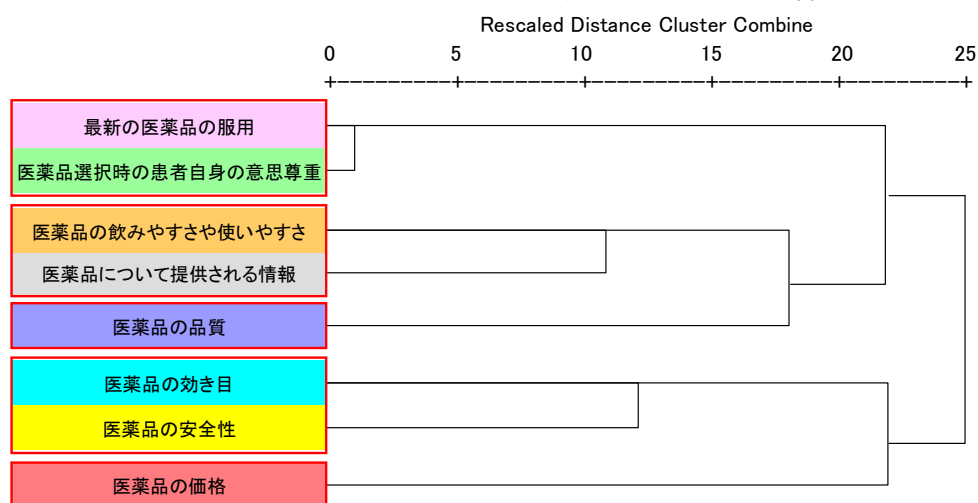 Rescaled Distance Cluster Combine
0 5 10 15 20 25
最新の医薬品の服用
医薬品選択時の患者自身の意思尊重
医薬品の飲みやすさや使いやすさ
医薬品について提供される情報
医薬品の品質
医薬品の効き目
医薬品の安全性
医薬品の価格